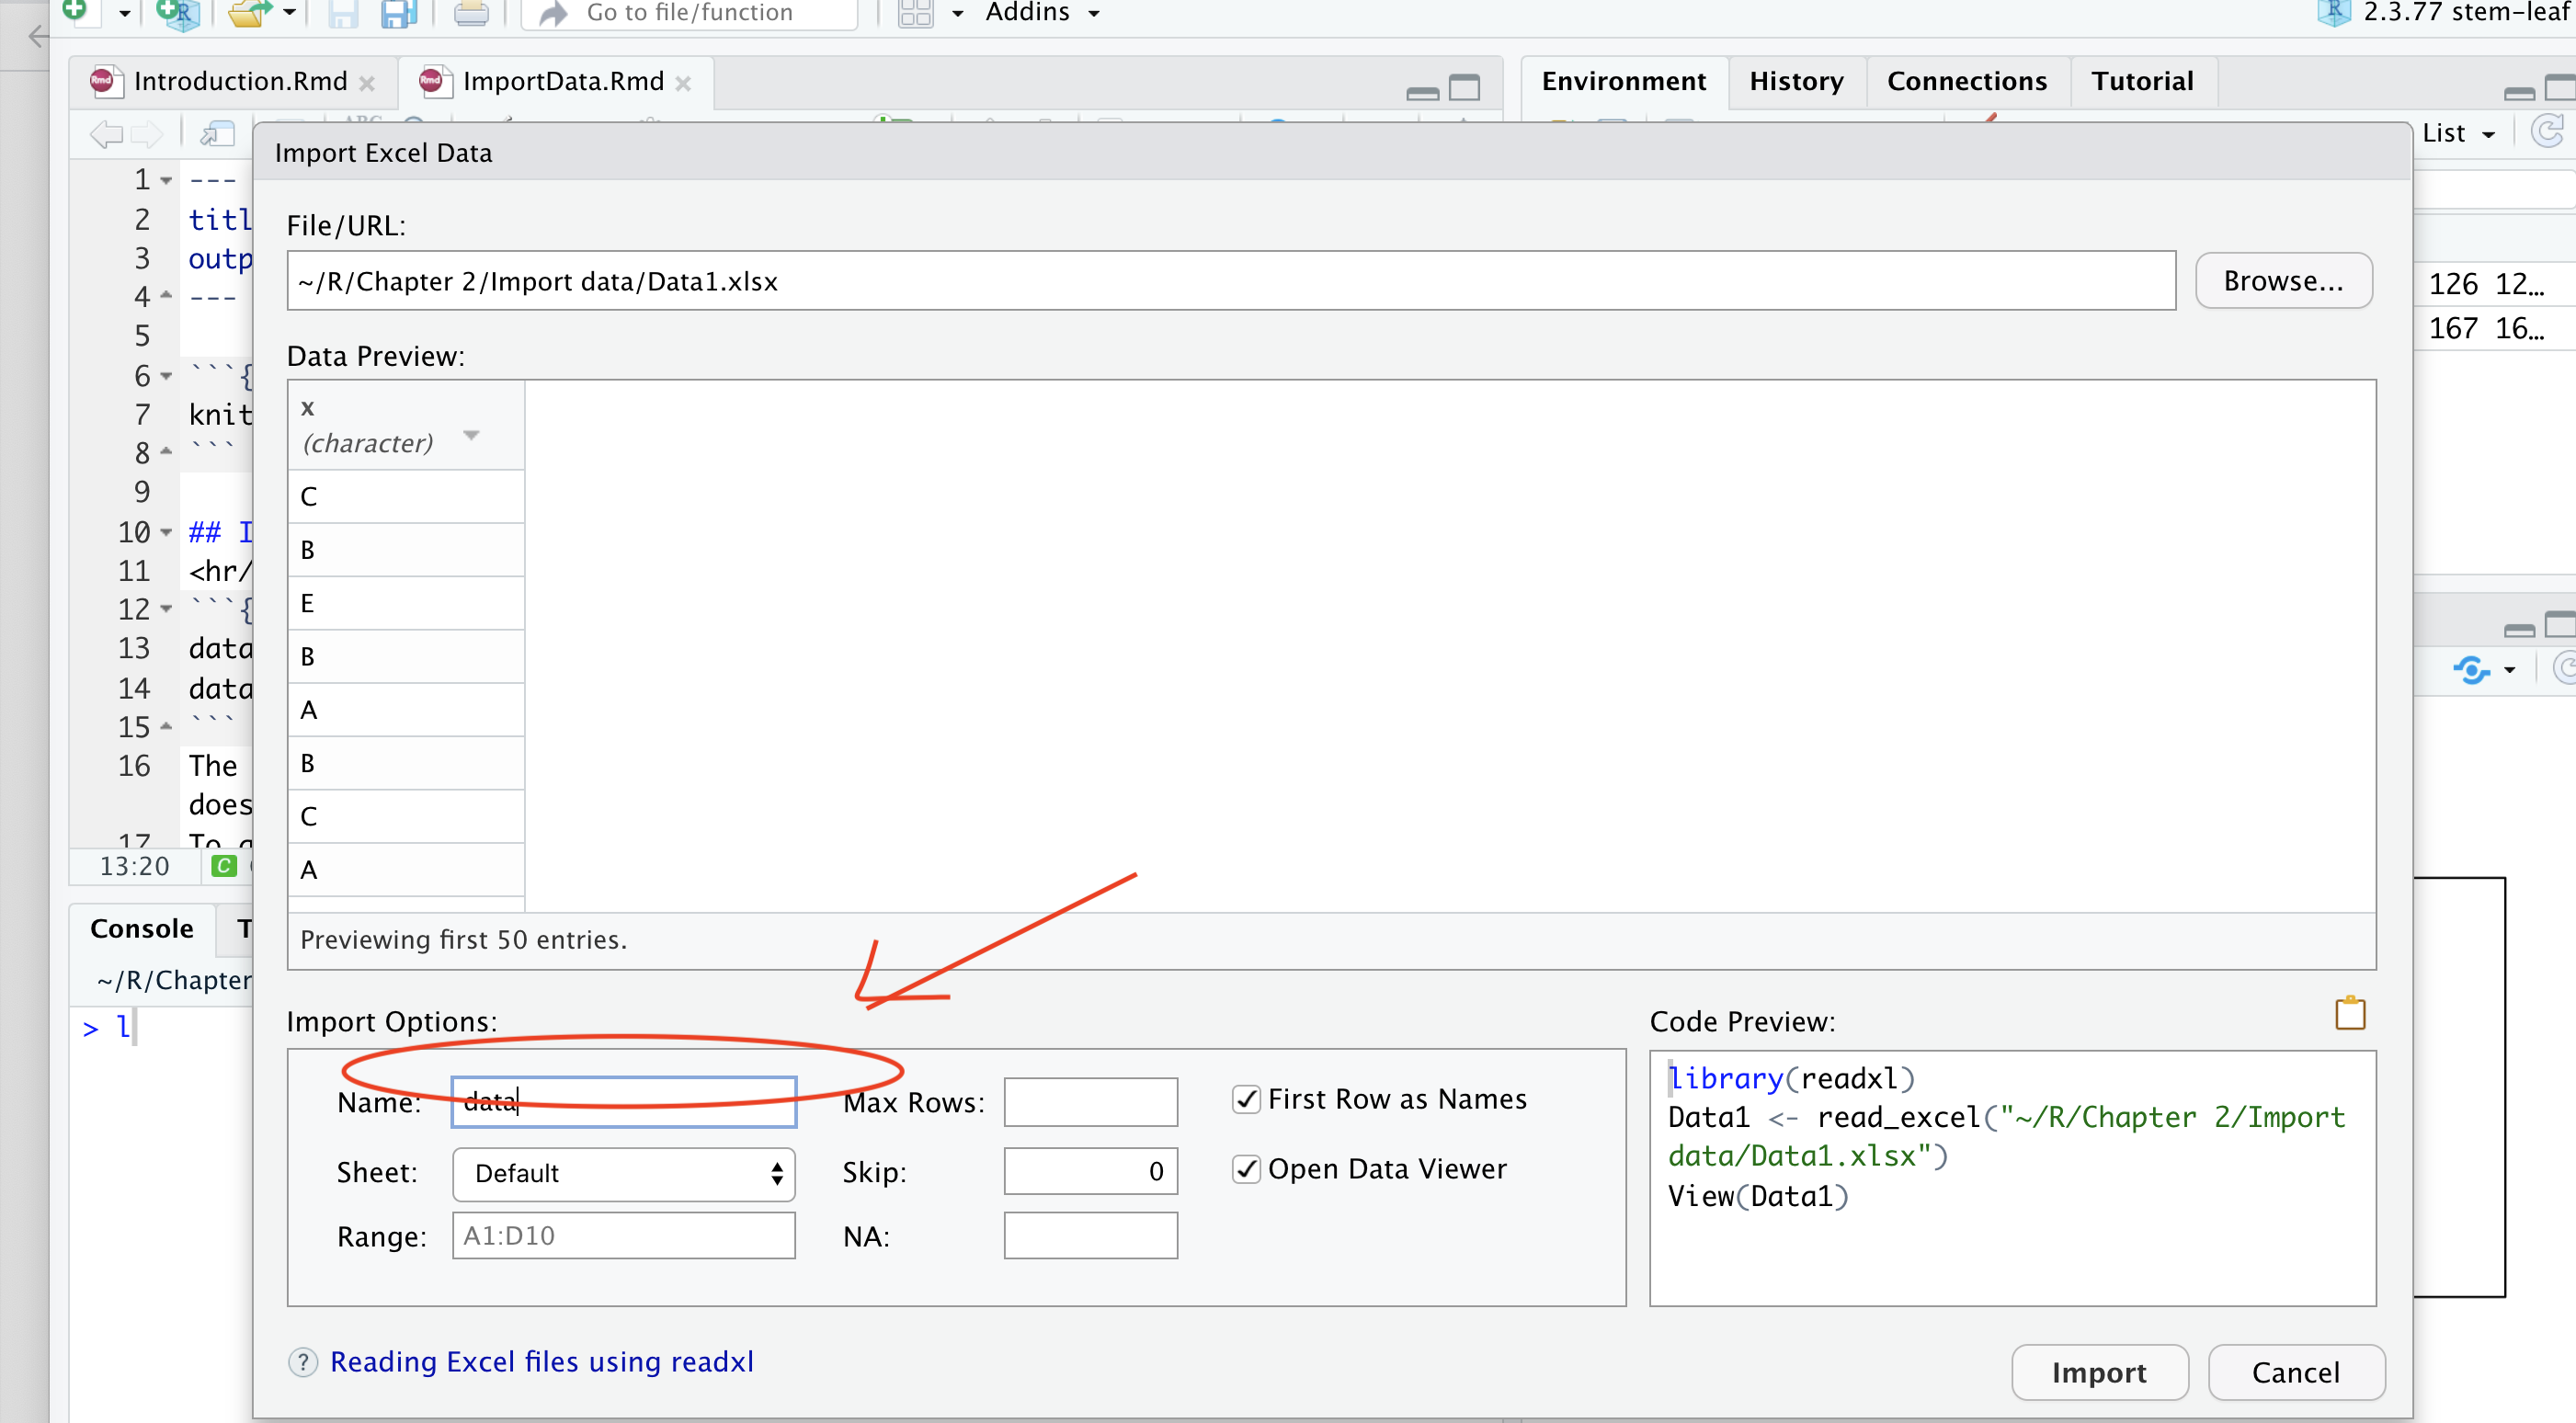 Go to file/function
Addins
2.3.77 stem-leaf
Introduction.Rmd
ImportData.Rmd
Environment
History
Connections
Tutorial
List
Import Excel Data
1 ---
2 titl
3 outp
4 ---
5
6 ```{
7 knit
8 ```
9
10 ## I
11 <hr/
12 ```{
13 data
14 data
15 ```
16 The
does
17 To
13:20
Console
~/R/Chapter
> l
File/URL:
~/R/Chapter 2/Import data/Data1.xlsx
Browse...
126 12…
167 16…
Data Preview:
x
(character)
C
B
E
B
A
B
C
A
Previewing first 50 entries.
Import Options:
Name: data
Max Rows:
First Row as Names
Sheet: Default
Skip: 0
Open Data Viewer
Range: A1:D10
NA:
Code Preview:
library(readxl)
Data1 <- read_excel("~/R/Chapter 2/Import
data/Data1.xlsx")
View(Data1)
? Reading Excel files using readxl
Import
Cancel